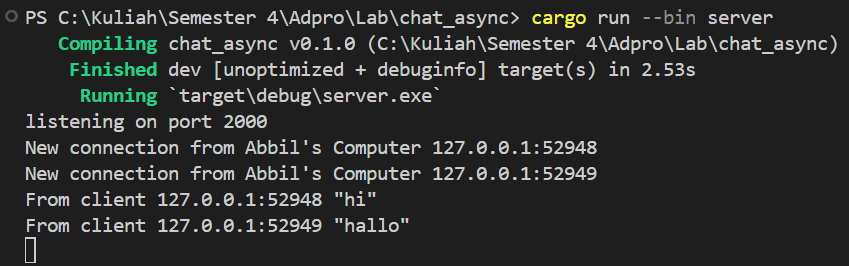 PS C:\Kuliah\Semester 4\Adpro\Lab\chat_async> cargo run --bin server
Compiling chat_async v0.1.0 (C:\Kuliah\Semester 4\Adpro\Lab\chat_async)
Finished dev [unoptimized + debuginfo] target(s) in 2.53s
Running `target\debug\server.exe`
listening on port 2000
New connection from Abbil's Computer 127.0.0.1:52948
New connection from Abbil's Computer 127.0.0.1:52949
From client 127.0.0.1:52948 "hi"
From client 127.0.0.1:52949 "hallo"